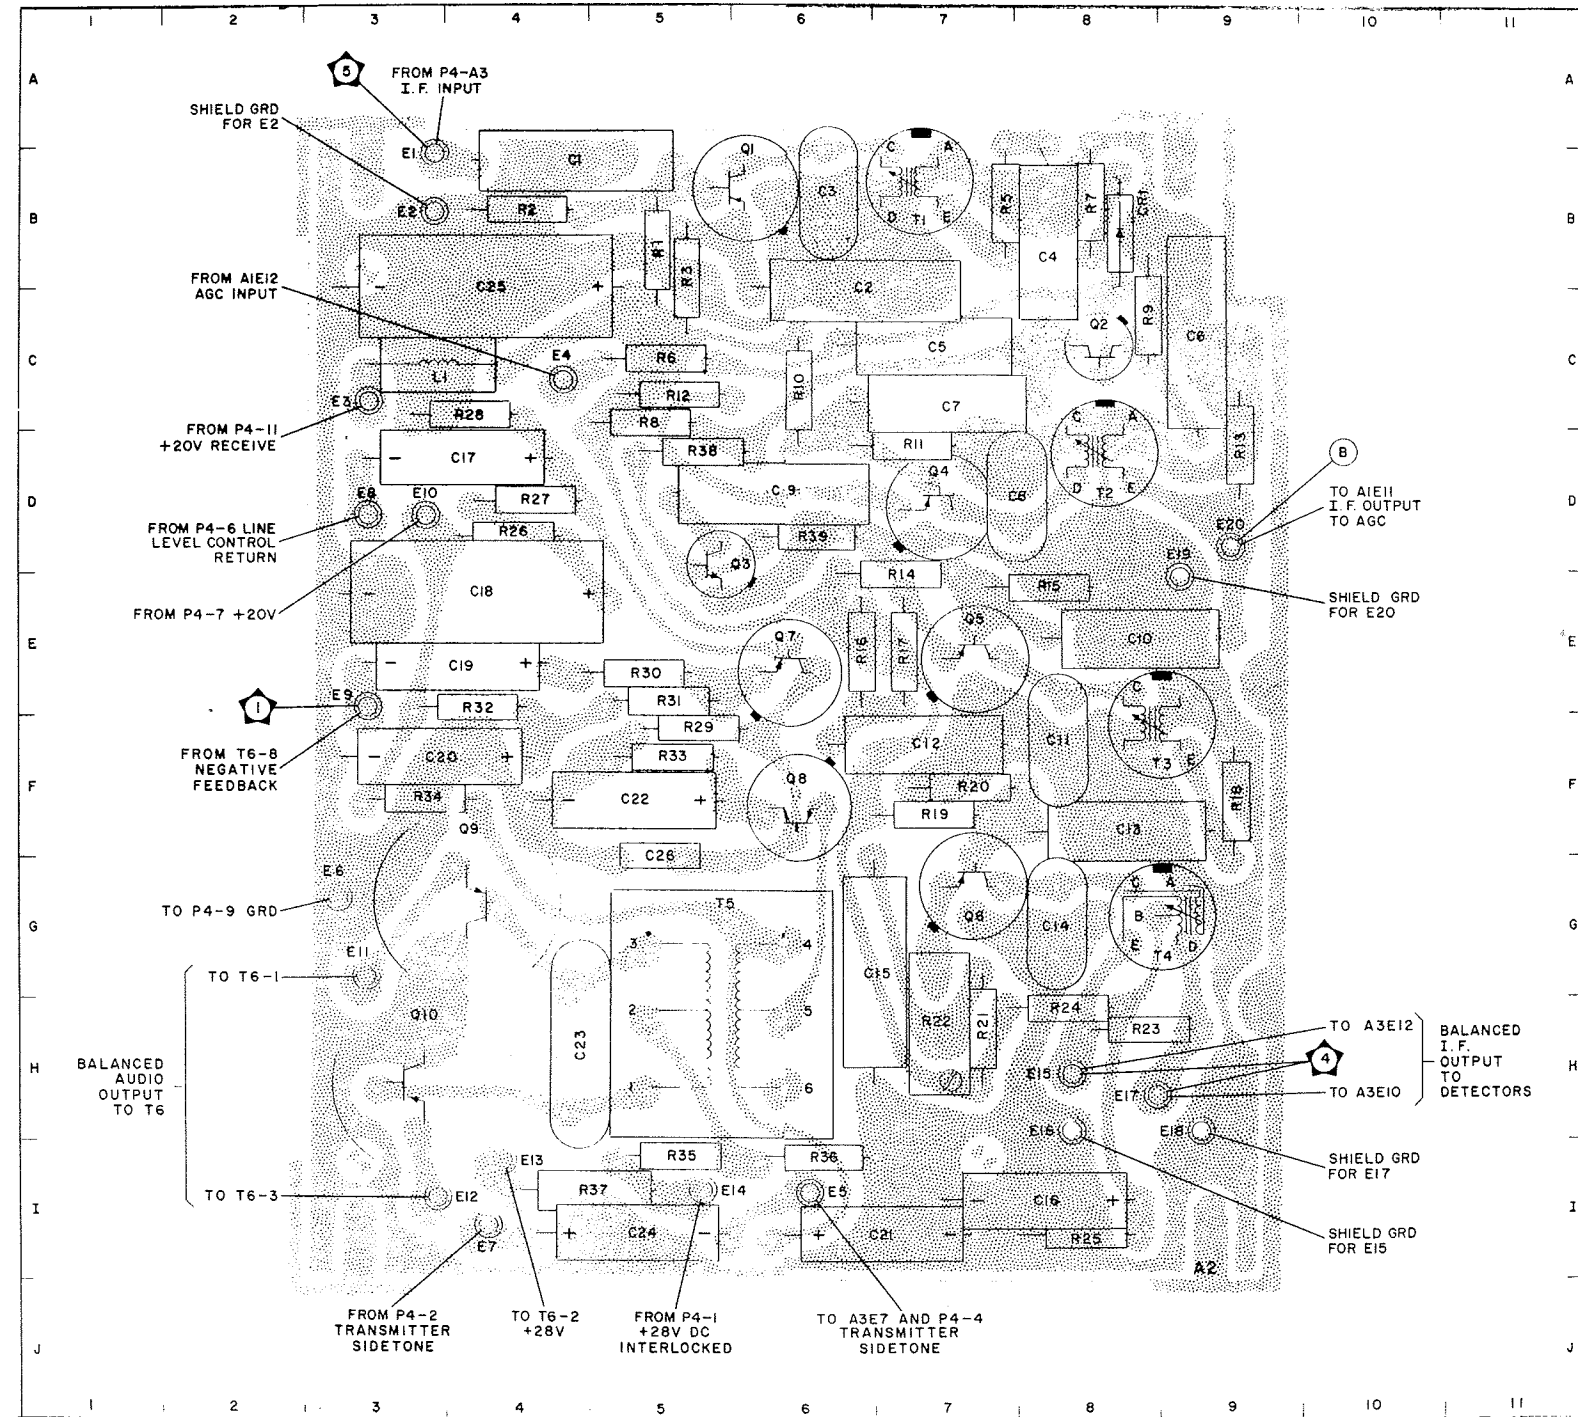 1 2 3 4 5 6 7 8 9 10 11
A A
5
FROM P4-A3
I.F. INPUT
SHIELD GRD
FOR E2
E1
C1
Q1
C3
C A
D T1 E
R5
C4
R7
CR1
B B
E2
R2
R1
R3
C25
- +
C2
FROM A1E12
AGC INPUT
Q2
R9
C6
C C
L1
E4
R6
R10
C5
E3
R12
C7
R28
R8
FROM P4-11
+20V RECEIVE
- C17 +
R38
R11
Q4
C A
D T2 E
R13
B
D D
E8
E10
R27
C9
C8
TO A1E11
I.F. OUTPUT
TO AGC
E20
FROM P4-6 LINE
LEVEL CONTROL
RETURN
R26
R39
Q3
E19
R14
R15
- C18 +
FROM P4-7 +20V
SHIELD GRD
FOR E20
E E
Q7
R16
R17
Q5
C10
- C19 +
R30
E9
1
R32
R31
C
R29
FROM T6-8
NEGATIVE
FEEDBACK
- C20 +
R33
C12
C11
T3 E
F F
R34
- C22 +
Q8
R20
R18
Q9
R19
C13
C26
E6
TO P4-9 GRD
T5
Q6
C14
C A
B
E D
T4
G G
E11
TO T6-1
3 4
C15
Q10
2 5
R22
R21
R24
R23
BALANCED
AUDIO
OUTPUT
TO T6
C23
TO A3E12
4
BALANCED
I.F.
OUTPUT
TO
DETECTORS
H H
1 6
E15
E17
TO A3E10
E16
E18
E13
R35
R36
SHIELD GRD
FOR E17
TO T6-3
E12
R37
E14
E5
- C16 +
I I
E7
+ C24 -
+ C21 -
R25
SHIELD GRD
FOR E15
A2
FROM P4-2
TRANSMITTER
SIDETONE
TO T6-2
+28V
FROM P4-1
+28V DC
INTERLOCKED
TO A3E7 AND P4-4
TRANSMITTER
SIDETONE
J J
1 2 3 4 5 6 7 8 9 10 11